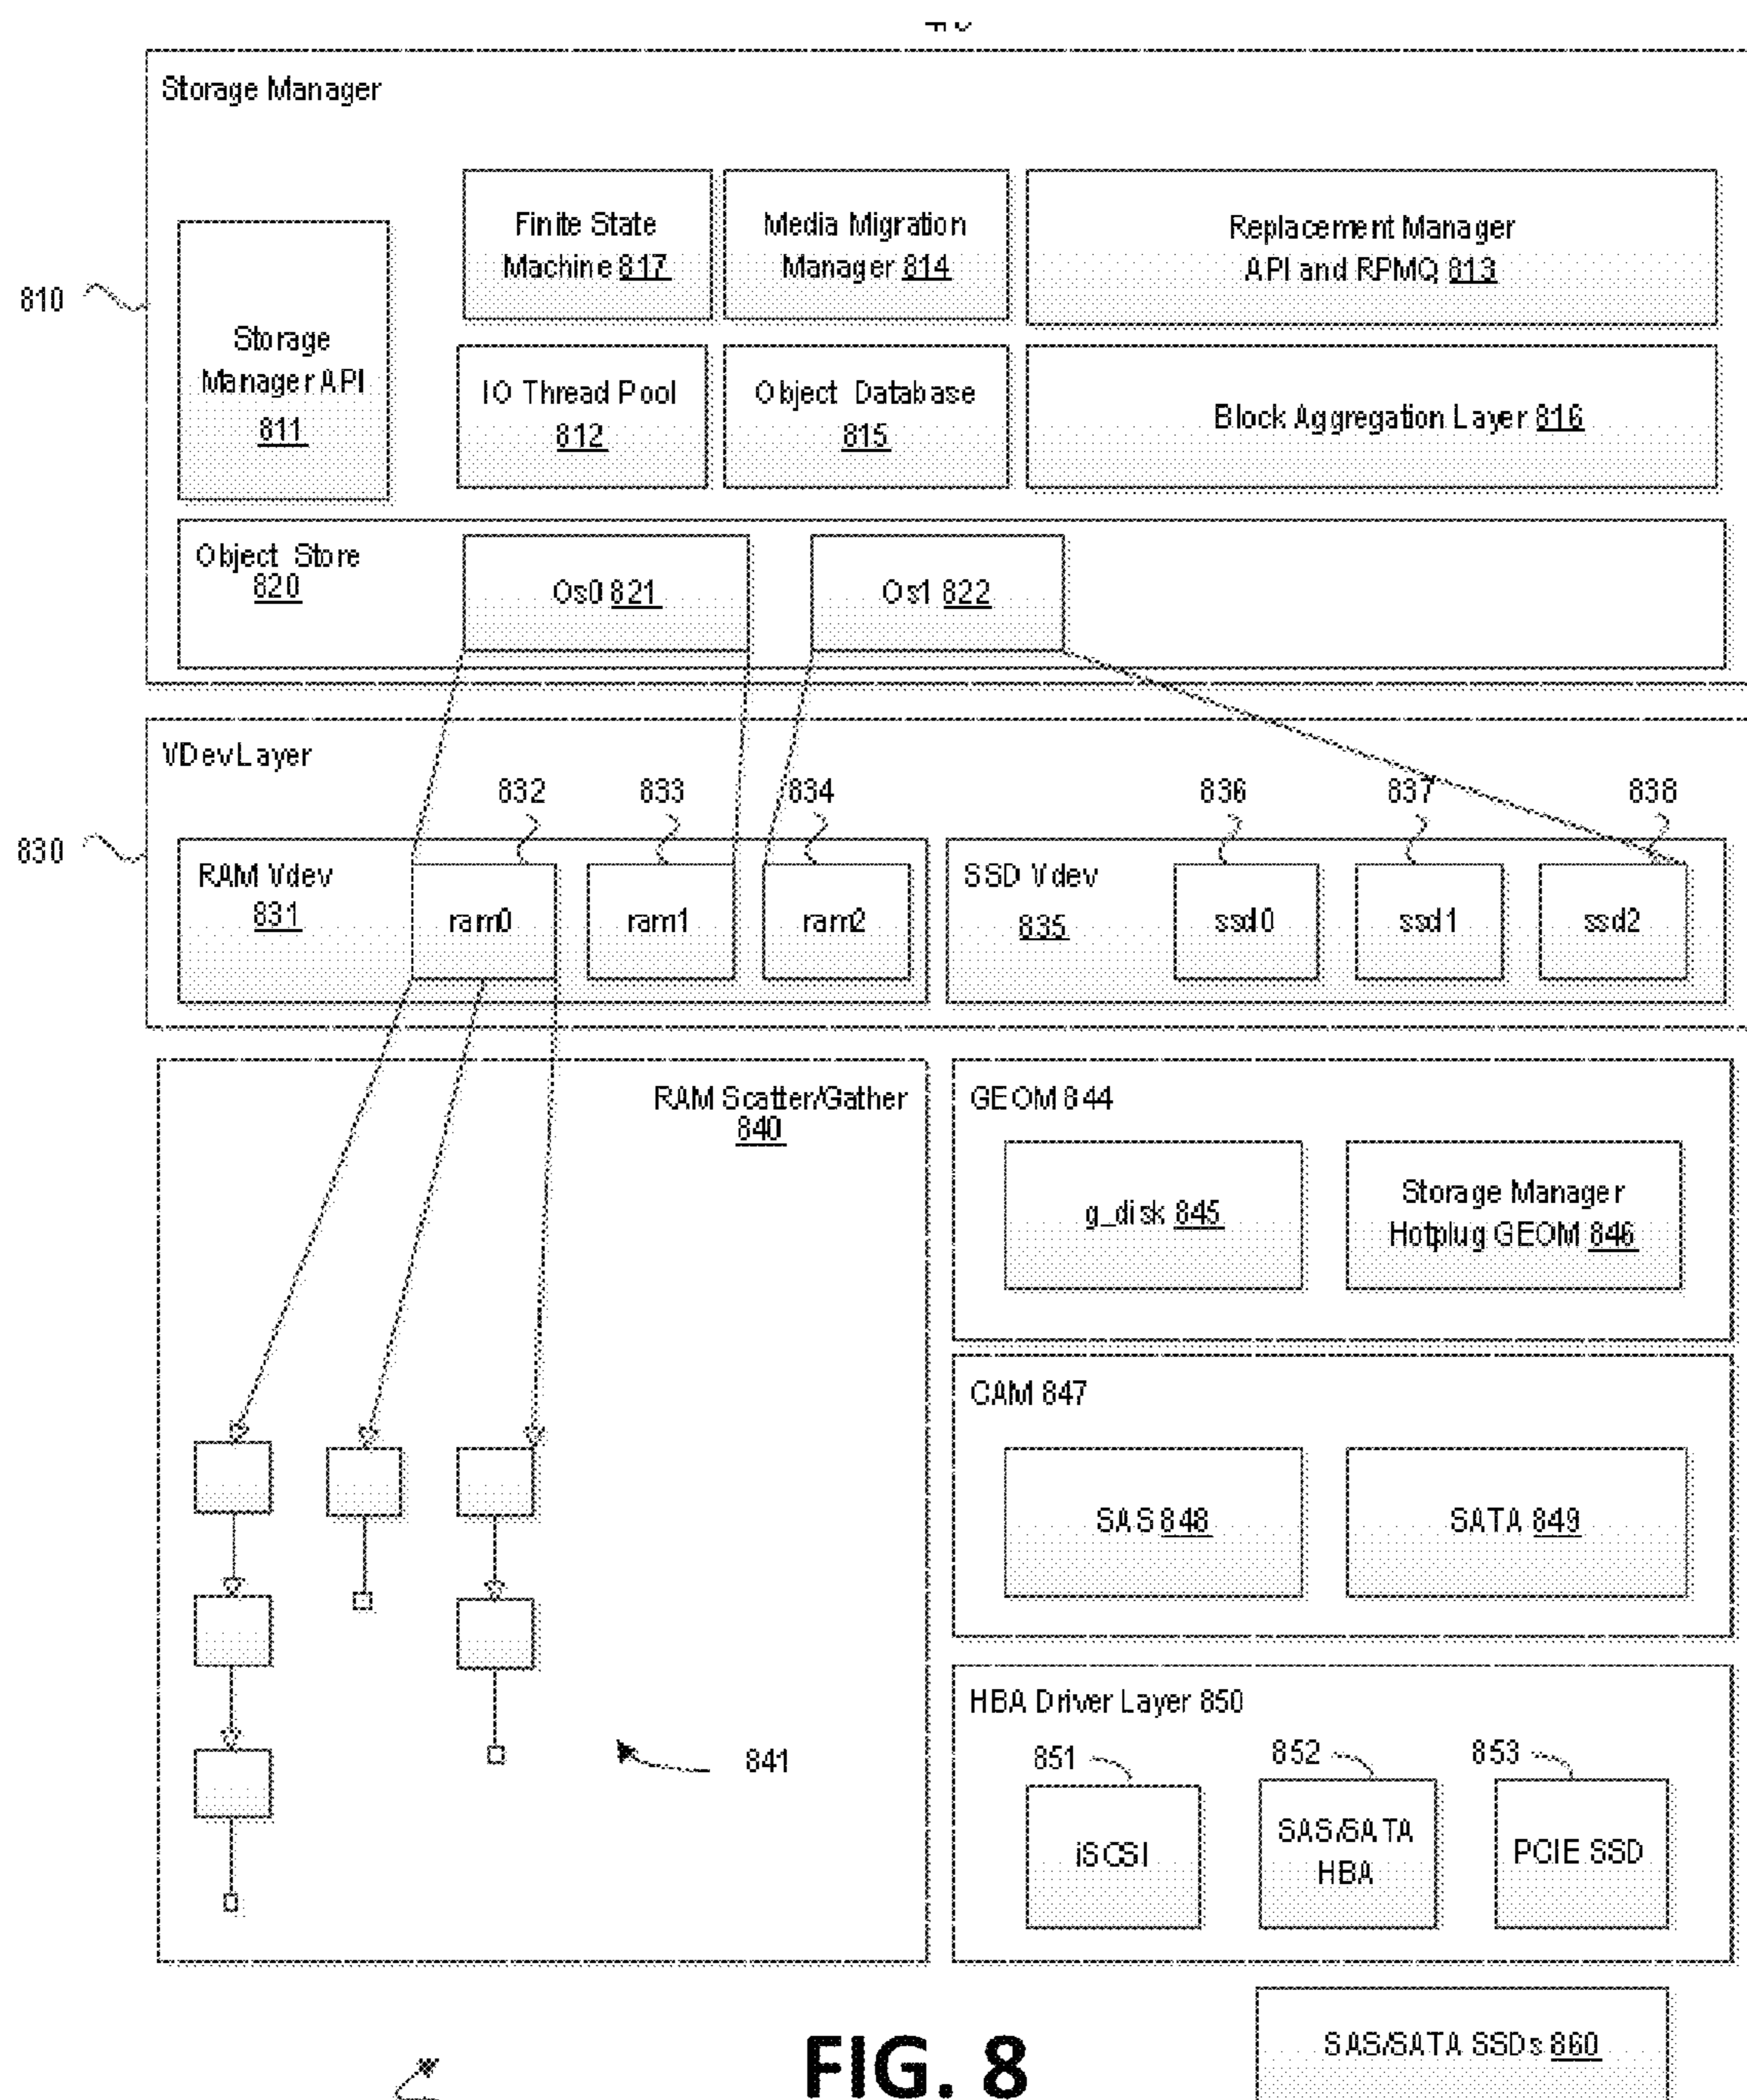 Storage Manager
Finite State
Machine 817
Media Migration
Manager 814
Replacement Manager
API and RPMQ 813
810
Storage
Manager API
811
IO Thread Pool
812
Object Database
815
Block Aggregation Layer 816
Object Store
820
Os0 821
Os1 822
VDev Layer
832
833
834
836
837
838
830
RAM Vdev
831
ram0
ram1
ram2
SSD Vdev
835
ssd0
ssd1
ssd2
RAM Scatter/Gather
840
GEOM 844
g_disk 845
Storage Manager
Hotplug GEOM 846
CAM 847
SAS 848
SATA 849
HBA Driver Layer 850
841
851
852
853
iSCSI
SAS/SATA
HBA
PCIE SSD
FIG. 8
SAS/SATA SSDs 860